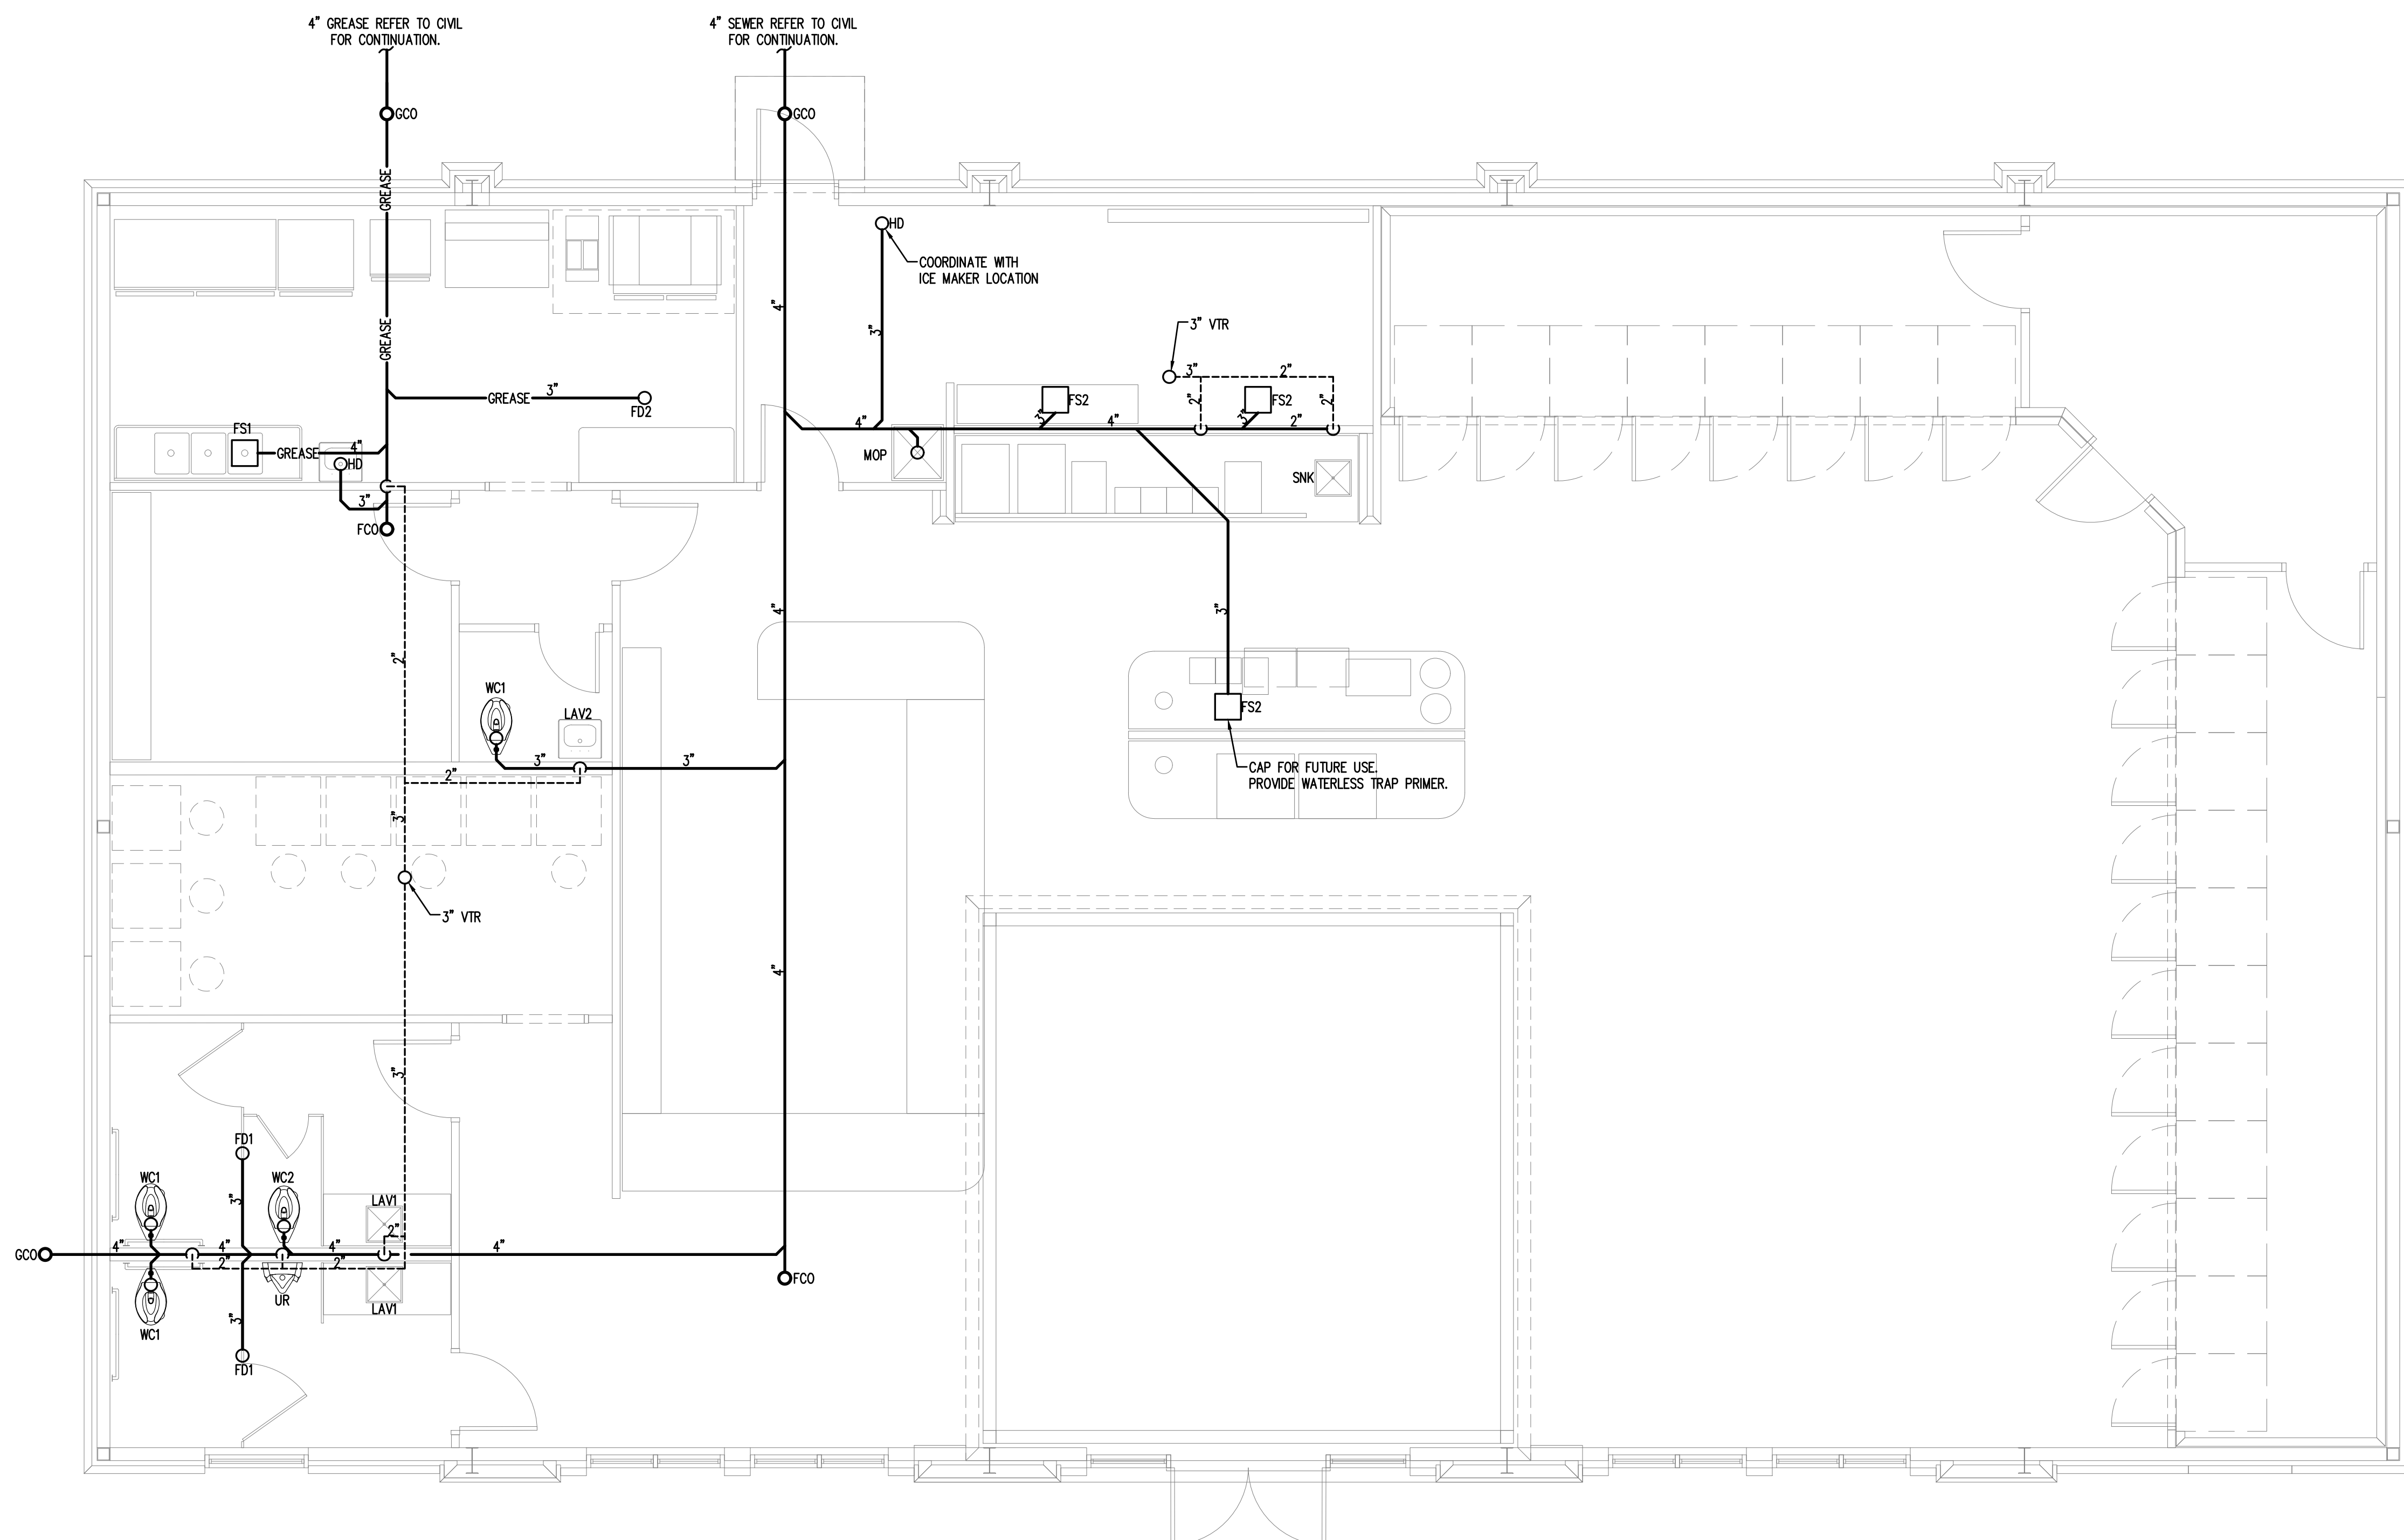 4" GREASE REFER TO CIVIL
FOR CONTINUATION.
4" SEWER REFER TO CIVIL
FOR CONTINUATION.
GCO
GCO
GREASE
HD
COORDINATE WITH
ICE MAKER LOCATION
4"
3"
3" VTR
GREASE
3"
2"
GREASE
3"
FD2
FS2
FS2
2"
2"
3"
3"
4"
4"
2"
FS1
GREASE
4"
HD
MOP
SNK
3"
FCO
4"
3"
2"
WC1
LAV2
FS2
3"
3"
2"
CAP FOR FUTURE USE.
PROVIDE WATERLESS TRAP PRIMER.
3"
3" VTR
4"
3"
FD1
WC1
WC2
3"
LAV1
2"
GCO
4"
4"
4"
4"
2"
2"
FCO
UR
LAV1
3"
WC1
FD1